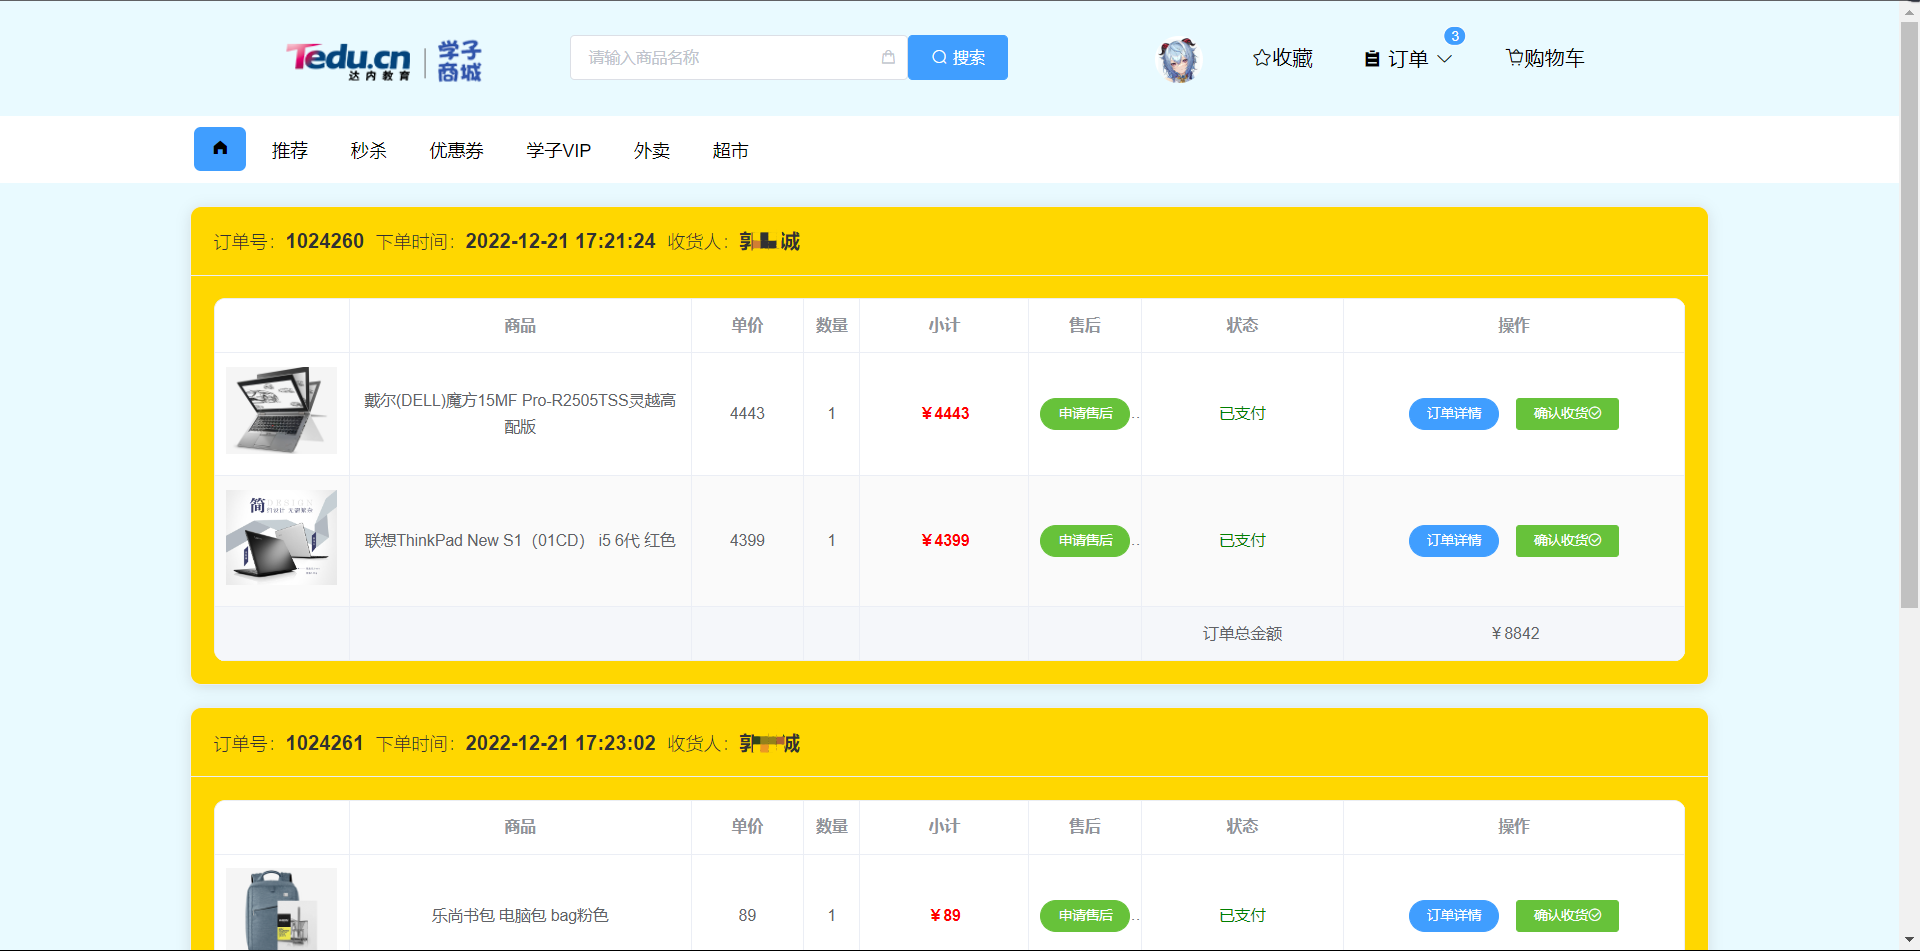 Tedu.cn
达内教育
学子
商城
请输入商品名称
搜索
收藏
订单
3
购物车
推荐
秒杀
优惠券
学子VIP
外卖
超市
订单号： 1024260 下单时间： 2022-12-21 17:21:24 收货人： 郭 诚
商品 单价 数量 小计 售后 状态 操作
戴尔(DELL)魔方15MF Pro-R2505TSS灵越高
配版
4443 1 ￥4443 申请售后 .. 已支付 订单详情 确认收货
简 DESIGN
联想ThinkPad New S1（01CD） i5 6代 红色 4399 1 ￥4399 申请售后 .. 已支付 订单详情 确认收货
订单总金额 ￥8842
订单号： 1024261 下单时间： 2022-12-21 17:23:02 收货人： 郭 诚
商品 单价 数量 小计 售后 状态 操作
乐尚书包 电脑包 bag粉色 89 1 ￥89 申请售后 .. 已支付 订单详情 确认收货